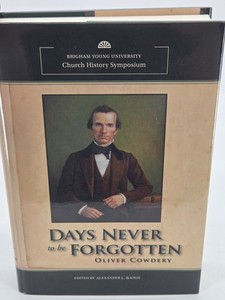 BRIGHAM YOUNG UNIVERSITY
Church History Symposium
DAYS NEVER
to be FORGOTTEN
OLIVER COWDERY
EDITED BY ALEXANDER L. BAUGH